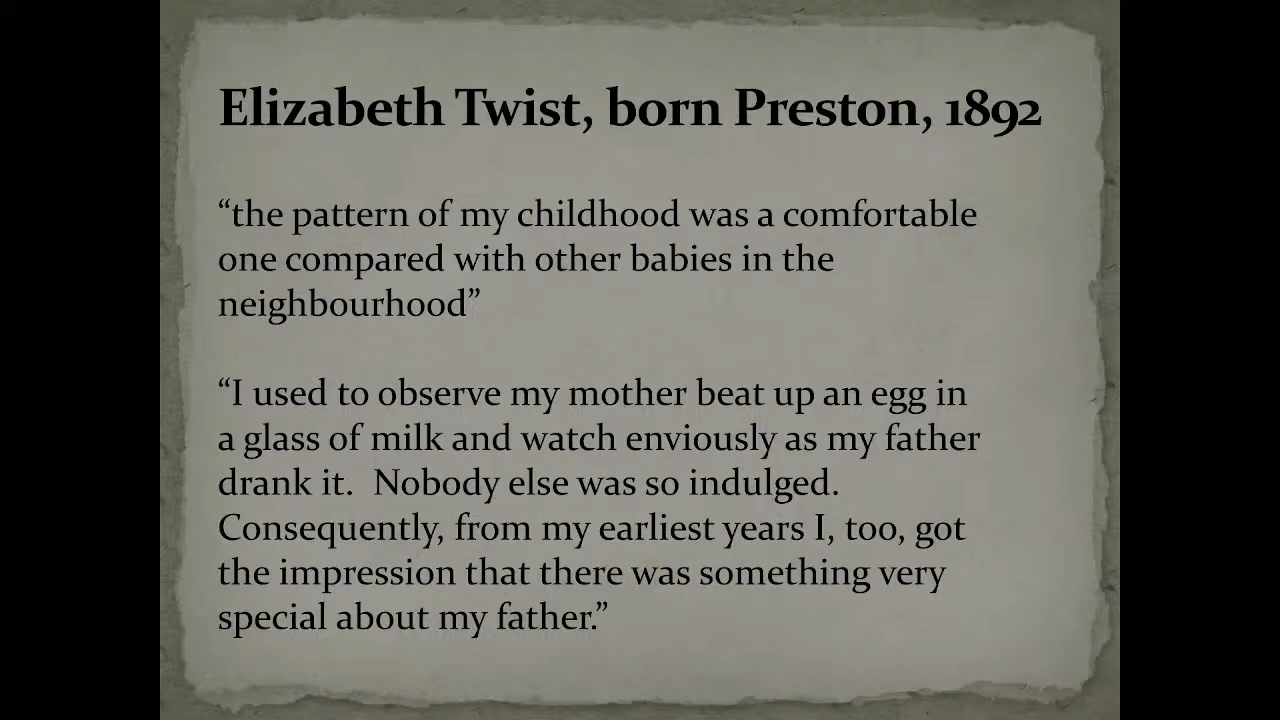 Elizabeth Twist, born Preston, 1892
“the pattern of my childhood was a comfortable
one compared with other babies in the
neighbourhood”
“I used to observe my mother beat up an egg in
a glass of milk and watch enviously as my father
drank it.  Nobody else was so indulged.
Consequently, from my earliest years I, too, got
the impression that there was something very
special about my father.”